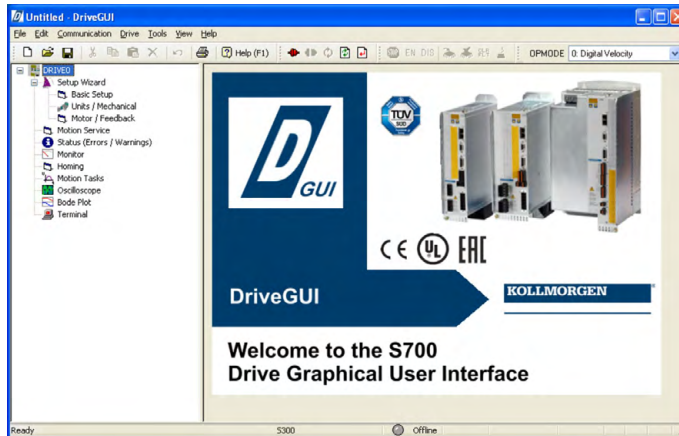 Untitled - DriveGUI
File Edit Communication Drive Tools View Help
Help (F1) EN DIS OPMODE 0: Digital Velocity
DRIVE0
Setup Wizard
Basic Setup
Units / Mechanical
Motor / Feedback
Motion Service
Status (Errors / Warnings)
Monitor
Homing
Motion Tasks
Oscilloscope
Bode Plot
Terminal
D
GUI
TÜV
SÜD
CE UL EAC
DriveGUI
KOLLMORGEN
Welcome to the S700
Drive Graphical User Interface
Ready S300 Offline